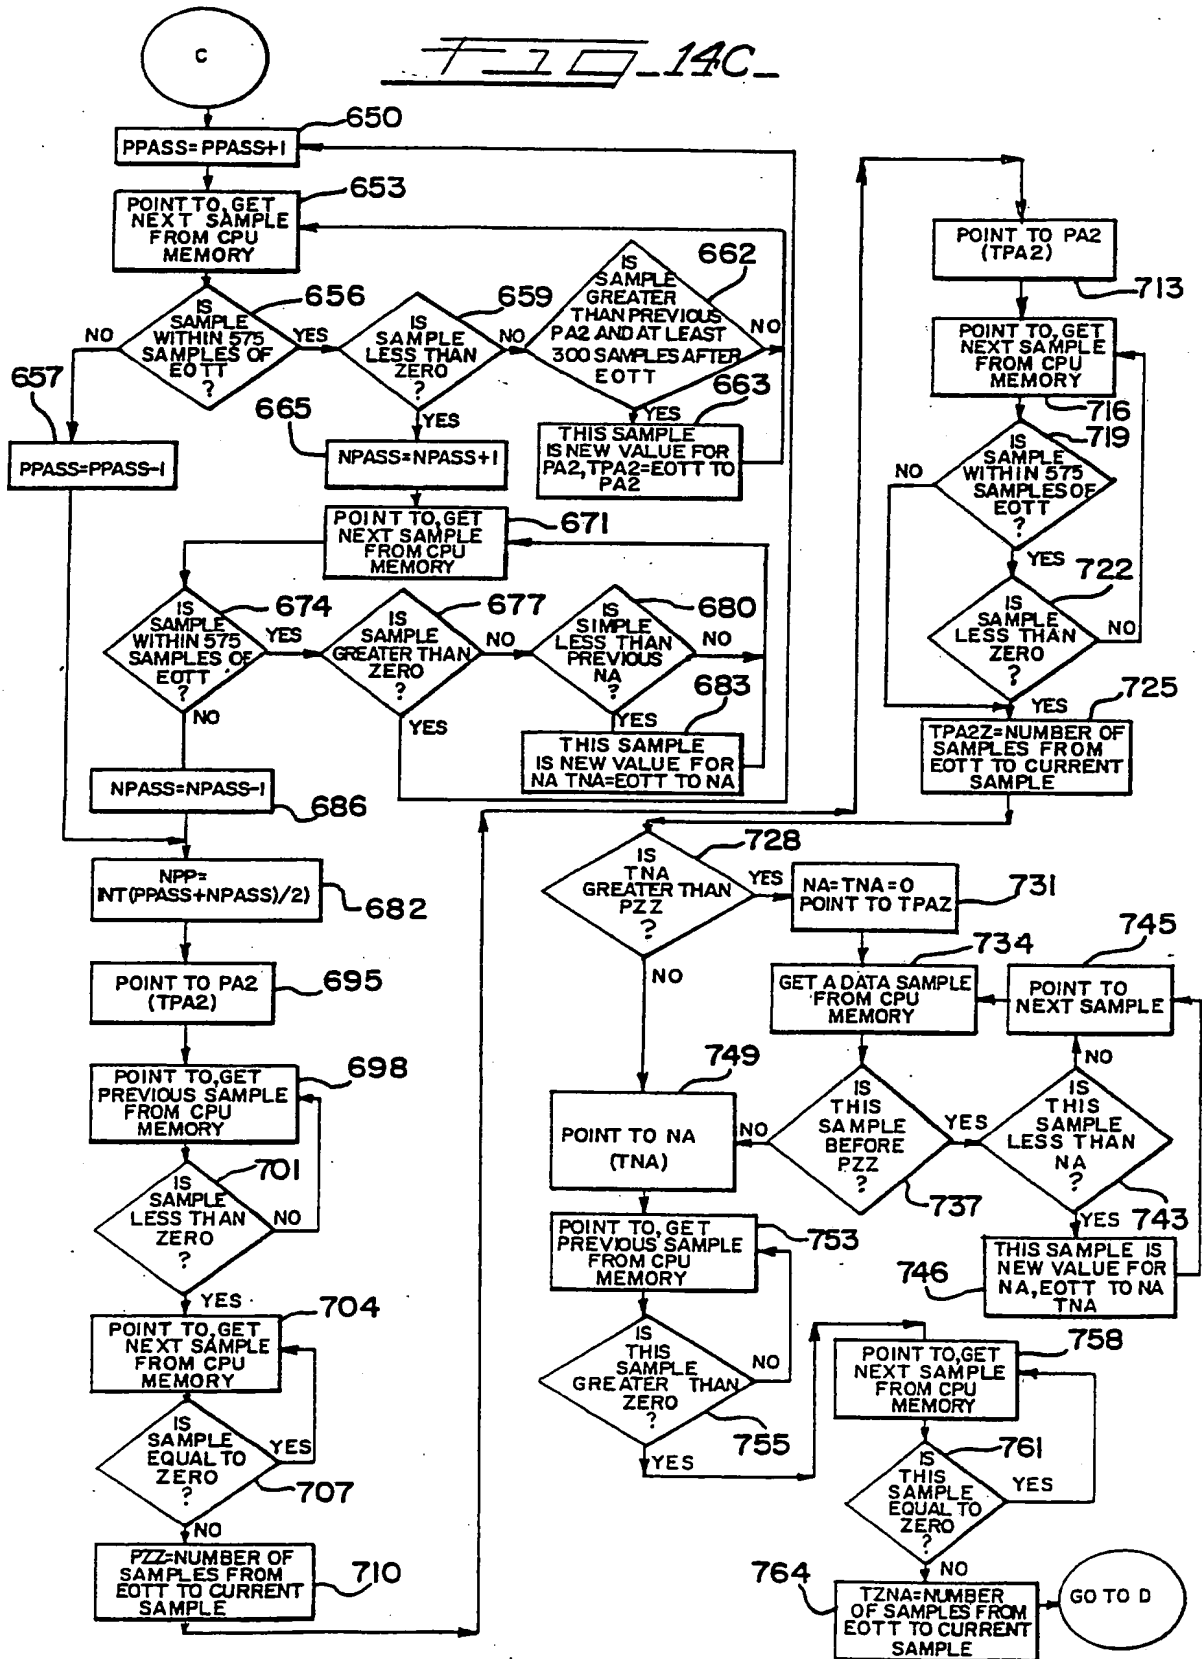 C
FIG_14C_
650
PPASS=PPASS+1
653
POINT TO, GET
NEXT SAMPLE
FROM CPU
MEMORY
656
IS
SAMPLE
WITHIN 575
SAMPLES OF
EOTT
?
NO
YES
659
IS
SAMPLE
LESS THAN
ZERO
?
NO
YES
662
IS
SAMPLE
GREATER
THAN PREVIOUS
PA2 AND AT LEAST
300 SAMPLES AFTER
EOTT
NO
YES
663
THIS SAMPLE
IS NEW VALUE FOR
PA2, TPA2=EOTT TO
PA2
657
PPASS=PPASS-1
665
NPASS=NPASS+1
671
POINT TO, GET
NEXT SAMPLE
FROM CPU
MEMORY
674
IS
SAMPLE
WITHIN 575
SAMPLES OF
EOTT
?
YES
NO
677
IS
SAMPLE
GREATER THAN
ZERO
?
NO
YES
680
IS
SIMPLE
LESS THAN
PREVIOUS
NA
?
NO
YES
683
THIS SAMPLE
IS NEW VALUE FOR
NA TNA=EOTT TO NA
NPASS=NPASS-1
686
NPP=
INT(PPASS+NPASS)/2)
682
POINT TO PA2
(TPA2)
695
POINT TO, GET
PREVIOUS SAMPLE
FROM CPU
MEMORY
698
701
IS
SAMPLE
LESS THAN
ZERO
?
NO
YES
704
POINT TO, GET
NEXT SAMPLE
FROM CPU
MEMORY
IS
SAMPLE
EQUAL TO
ZERO
?
YES
707
NO
PZZ=NUMBER OF
SAMPLES FROM
EOTT TO CURRENT
SAMPLE
710
POINT TO PA2
(TPA2)
713
POINT TO, GET
NEXT SAMPLE
FROM CPU
MEMORY
716
719
IS
SAMPLE
WITHIN 575
SAMPLES OF
EOTT
?
NO
YES
722
IS
SAMPLE
LESS THAN
ZERO
?
NO
YES
725
TPA2Z=NUMBER OF
SAMPLES FROM
EOTT TO CURRENT
SAMPLE
728
IS
TNA
GREATER THAN
PZZ
?
YES
NO
NA=TNA=0
POINT TO TPAZ
731
734
GET A DATA SAMPLE
FROM CPU
MEMORY
745
POINT TO
NEXT SAMPLE
NO
749
POINT TO NA
(TNA)
NO
IS
THIS
SAMPLE
BEFORE
PZZ
?
YES
737
IS
THIS
SAMPLE
LESS THAN
NA
?
743
YES
746
THIS SAMPLE IS
NEW VALUE FOR
NA, EOTT TO NA
TNA
753
POINT TO, GET
PREVIOUS SAMPLE
FROM CPU
MEMORY
IS
THIS
SAMPLE
GREATER THAN
ZERO
?
NO
755
YES
758
POINT TO, GET
NEXT SAMPLE
FROM CPU
MEMORY
761
IS
THIS
SAMPLE
EQUAL TO
ZERO
?
YES
NO
764
TZNA=NUMBER
OF SAMPLES FROM
EOTT TO CURRENT
SAMPLE
GO TO D